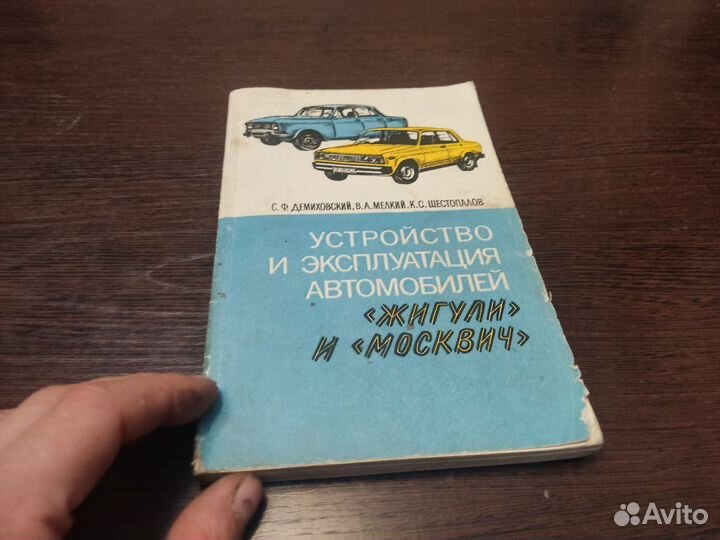 С. Ф. ДЕМИХОВСКИЙ, В. А. МЕЛКИЙ, К. С. ШЕСТОПАЛОВ
УСТРОЙСТВО
И ЭКСПЛУАТАЦИЯ
АВТОМОБИЛЕЙ
«ЖИГУЛИ»
И «МОСКВИЧ»
Avito